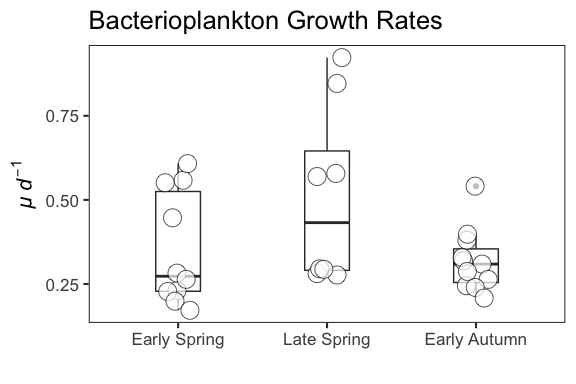 Bacterioplankton Growth Rates
μ d⁻¹
0.75
0.50
0.25
Early Spring Late Spring Early Autumn